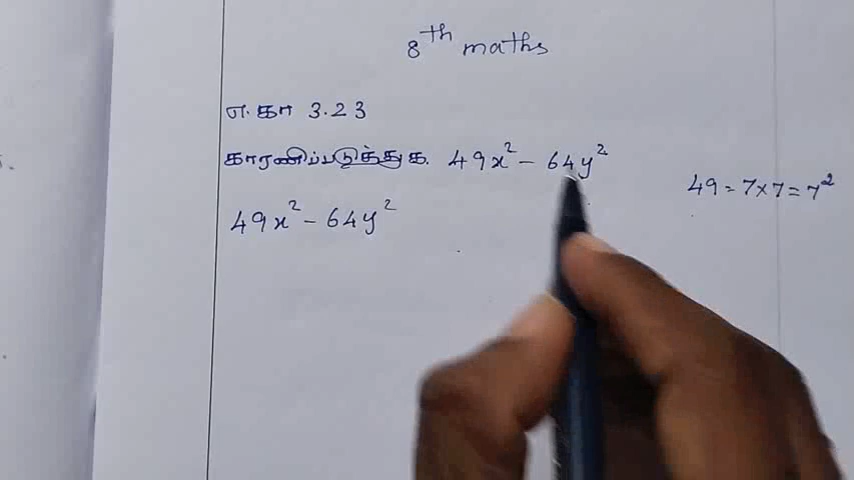 8th maths
எ.கா 3.23
காரணிப்படுத்துக. 49x² - 64y²
49 = 7×7 = 7²
49x² - 64y²